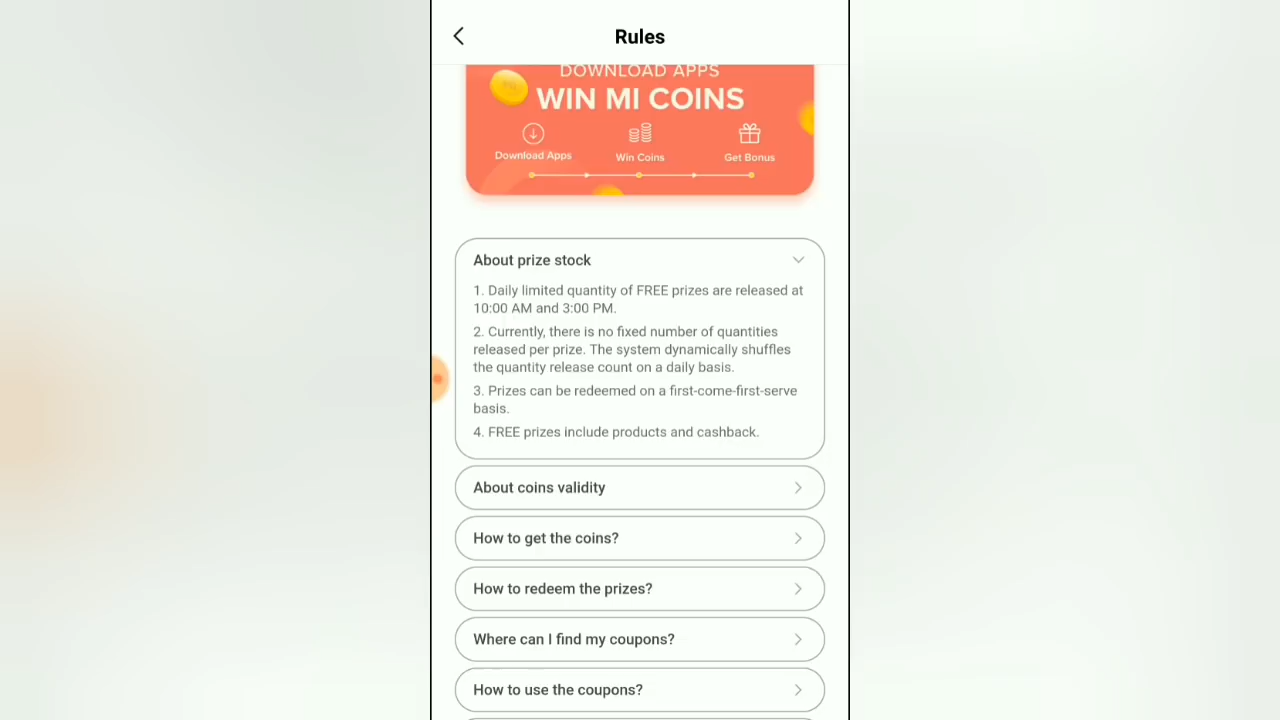 Rules
DOWNLOAD APPS
WIN MI COINS
Download Apps
Win Coins
Get Bonus
About prize stock
1. Daily limited quantity of FREE prizes are released at
10:00 AM and 3:00 PM.
2. Currently, there is no fixed number of quantities
released per prize. The system dynamically shuffles
the quantity release count on a daily basis.
3. Prizes can be redeemed on a first-come-first-serve
basis.
4. FREE prizes include products and cashback.
About coins validity
How to get the coins?
How to redeem the prizes?
Where can I find my coupons?
How to use the coupons?